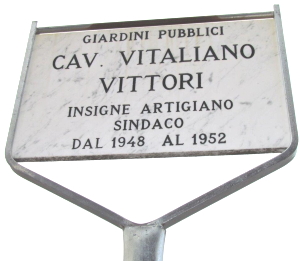 GIARDINI PUBBLICI
CAV. VITALIANO
VITTORI
INSIGNE ARTIGIANO
SINDACO
DAL 1948 AL 1952